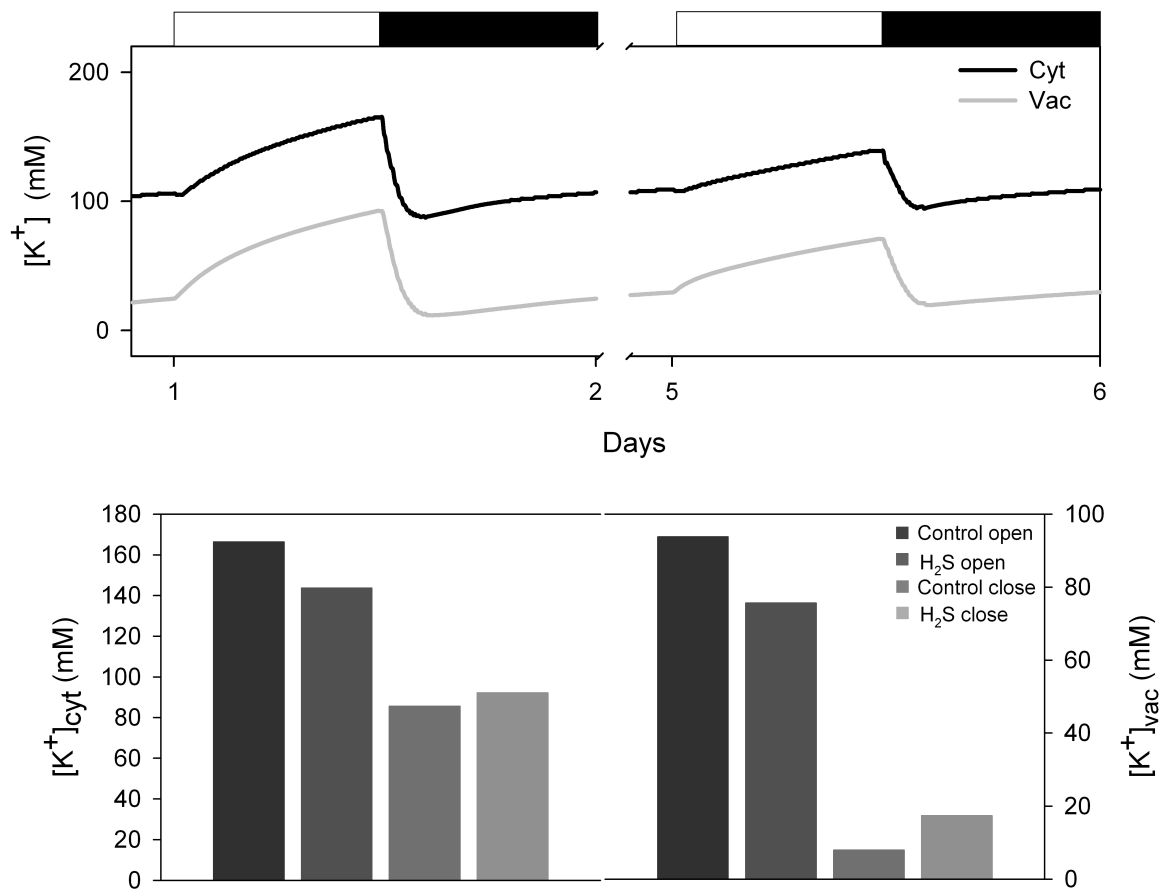 200
100
0
[K+] (mM)
Cyt
Vac
1
2
5
6
Days
180
160
140
120
100
80
60
40
20
0
[K+]cyt (mM)
Control open
H2S open
Control close
H2S close
100
80
60
40
20
0
[K+]vac (mM)